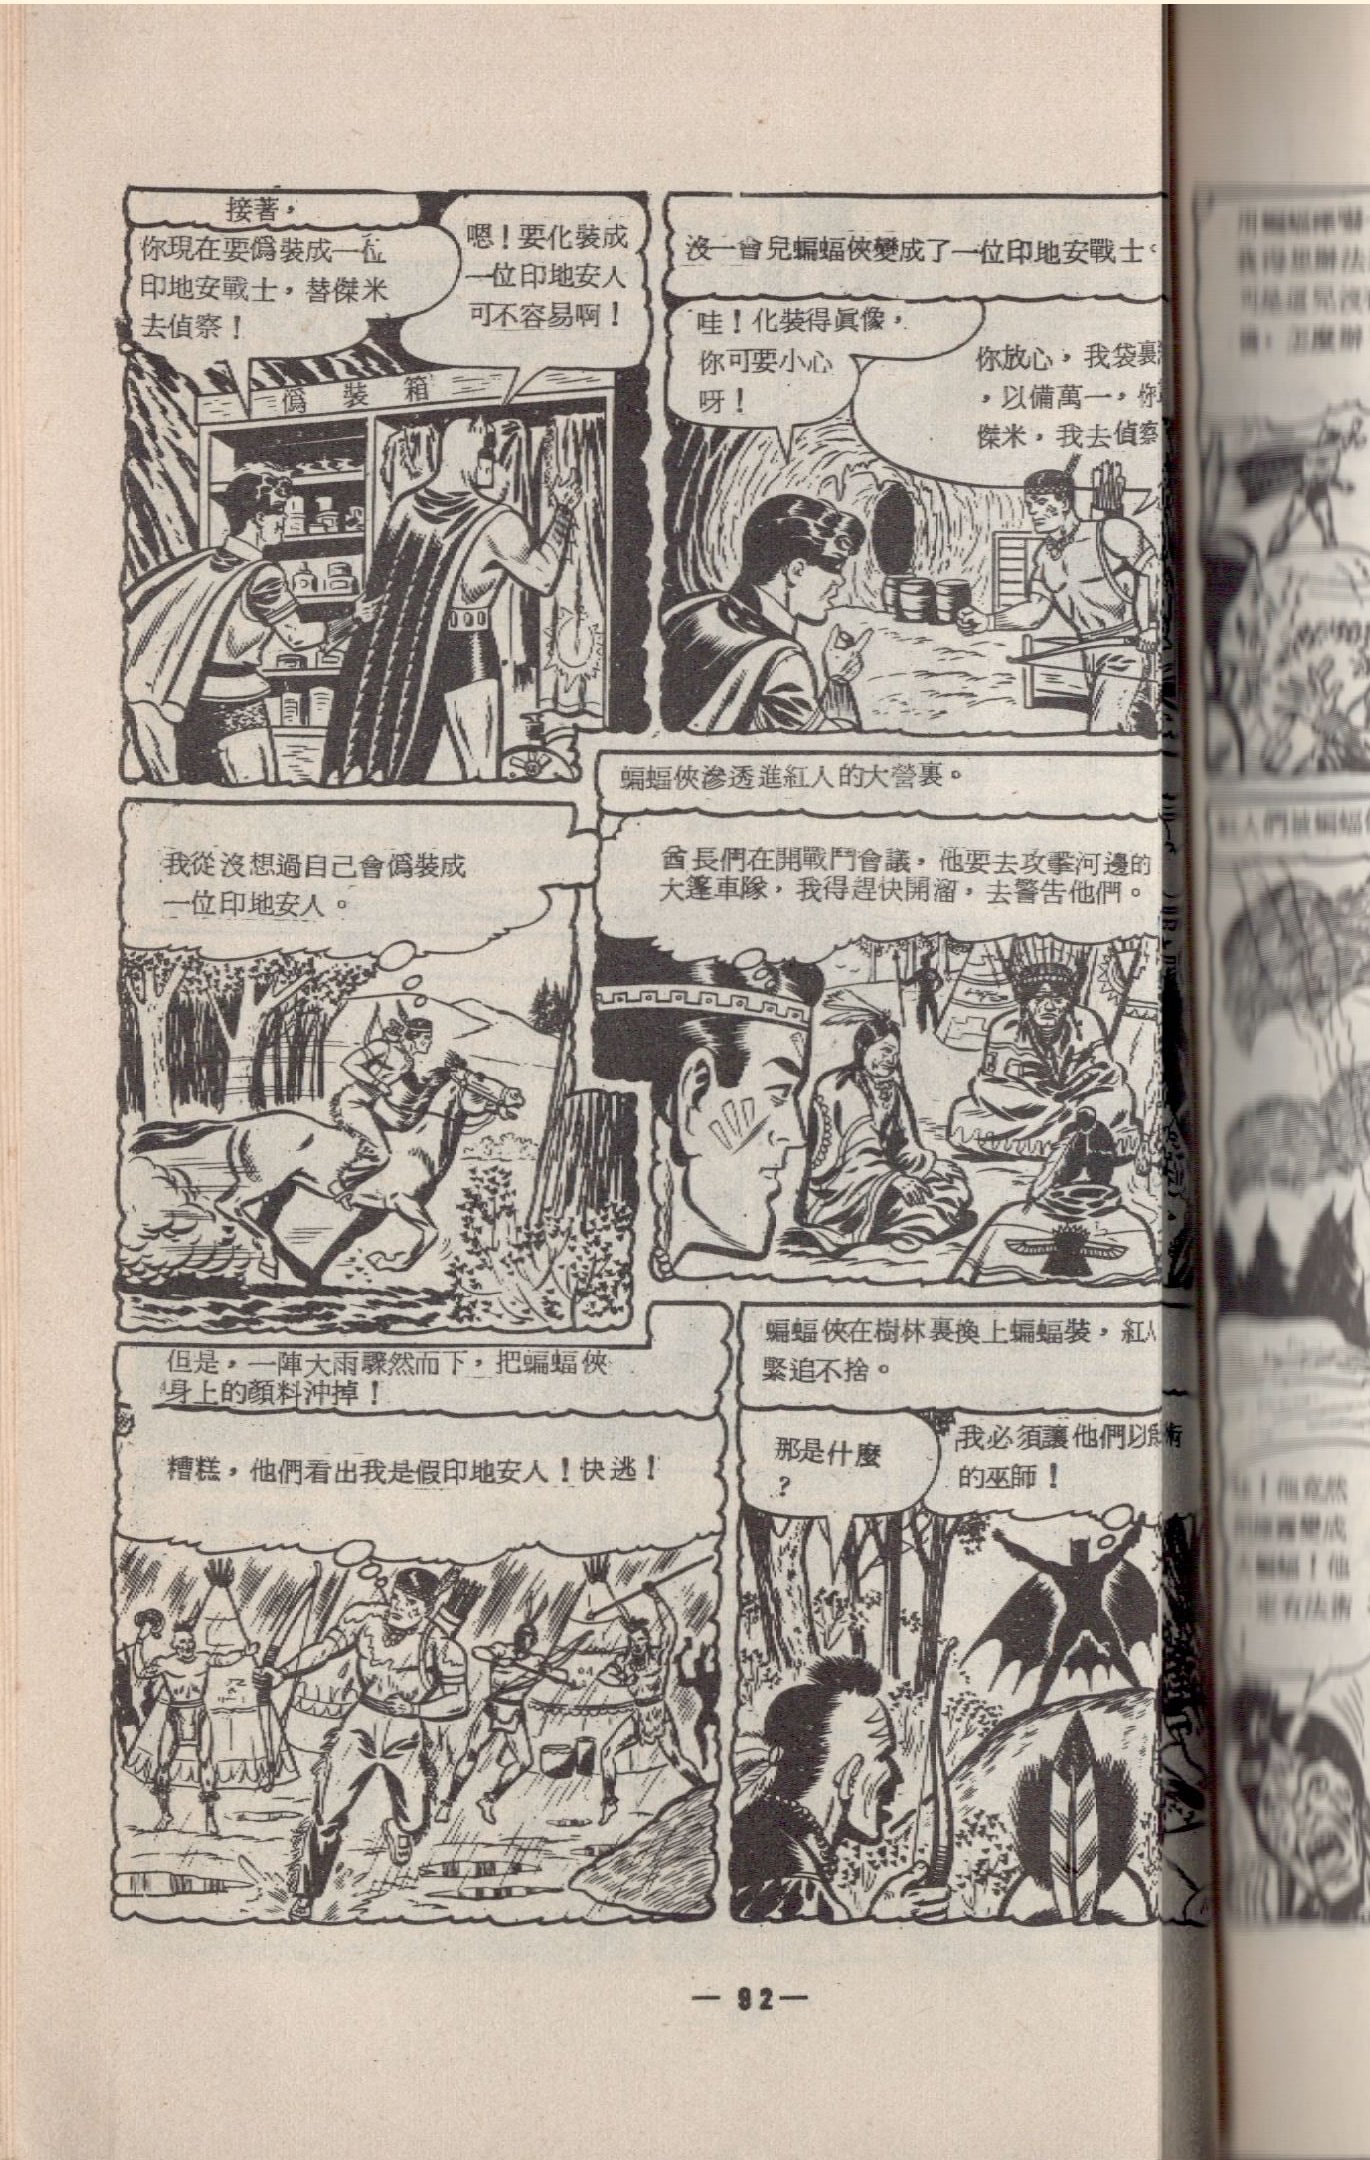 接著，
你現在要僞裝成一位
印地安戰士，替傑米
去偵察！
嗯！要化裝成
一位印地安人
可不容易啊！
僞裝箱
沒一會兒蝙蝠俠變成了一位印地安戰士。
哇！化裝得眞像，
你可要小心
呀！
你放心，我袋裏
，以備萬一，你
傑米，我去偵察
我從沒想過自己會僞裝成
一位印地安人。
蝙蝠俠滲透進紅人的大營裏。
酋長們在開戰鬥會議，他要去攻擊河邊的
大篷車隊，我得趕快開溜，去警告他們。
但是，一陣大雨驟然而下，把蝙蝠俠
身上的顏料沖掉！
糟糕，他們看出我是假印地安人！快逃！
蝙蝠俠在樹林裏換上蝙蝠裝，紅人
緊追不捨。
那是什麼
？
我必須讓他們以
的巫師！
— 92 —